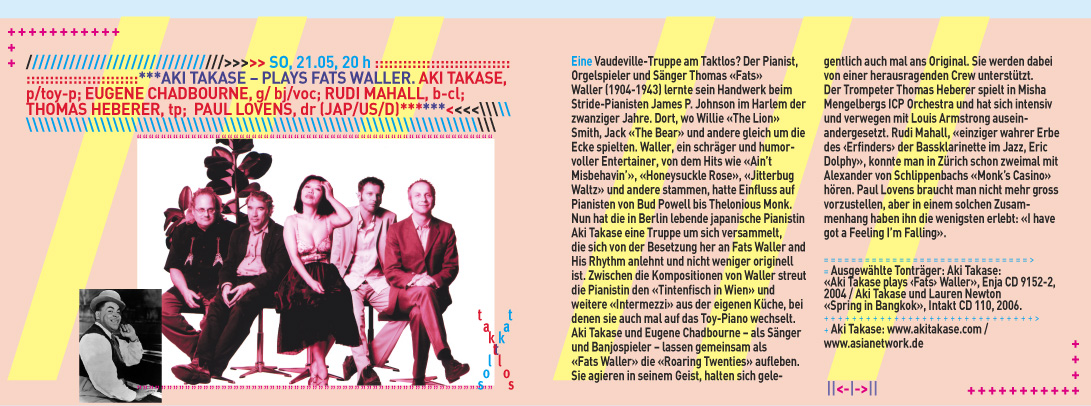 +++++++++++
+
+
/////////////////////////////////>>>>> SO, 21.05, 20 h ::::::::::::::::::::::::::::::
::::::::::::::::::::::::***AKI TAKASE – PLAYS FATS WALLER. AKI TAKASE,
p/toy-p; EUGENE CHADBOURNE, g/ bj/voc; RUDI MAHALL, b-cl;
THOMAS HEBERER, tp;  PAUL LOVENS, dr (JAP/US/D)******<<<<\\\\\
taktlos
taktlos
Eine Vaudeville-Truppe am Taktlos? Der Pianist,
Orgelspieler und Sänger Thomas «Fats»
Waller (1904-1943) lernte sein Handwerk beim
Stride-Pianisten James P. Johnson im Harlem der
zwanziger Jahre. Dort, wo Willie «The Lion»
Smith, Jack «The Bear» und andere gleich um die
Ecke spielten. Waller, ein schräger und humor-
voller Entertainer, von dem Hits wie «Ain't
Misbehavin'», «Honeysuckle Rose», «Jitterbug
Waltz» und andere stammen, hatte Einfluss auf
Pianisten von Bud Powell bis Thelonious Monk.
Nun hat die in Berlin lebende japanische Pianistin
Aki Takase eine Truppe um sich versammelt,
die sich von der Besetzung her an Fats Waller and
His Rhythm anlehnt und nicht weniger originell
ist. Zwischen die Kompositionen von Waller streut
die Pianistin den «Tintenfisch in Wien» und
weitere «Intermezzi» aus der eigenen Küche, bei
denen sie auch mal auf das Toy-Piano wechselt.
Aki Takase und Eugene Chadbourne – als Sänger
und Banjospieler – lassen gemeinsam als
«Fats Waller» die «Roaring Twenties» aufleben.
Sie agieren in seinem Geist, halten sich gele-
gentlich auch mal ans Original. Sie werden dabei
von einer herausragenden Crew unterstützt.
Der Trompeter Thomas Heberer spielt in Misha
Mengelbergs ICP Orchestra und hat sich intensiv
und verwegen mit Louis Armstrong ausein-
andergesetzt. Rudi Mahall, «einziger wahrer Erbe
des ‹Erfinders› der Bassklarinette im Jazz, Eric
Dolphy», konnte man in Zürich schon zweimal mit
Alexander von Schlippenbachs «Monk's Casino»
hören. Paul Lovens braucht man nicht mehr gross
vorzustellen, aber in einem solchen Zusam-
menhang haben ihn die wenigsten erlebt: «I have
got a Feeling I'm Falling».
==============================>
= Ausgewählte Tonträger: Aki Takase:
«Aki Takase plays ‹Fats› Waller», Enja CD 9152-2,
2004 / Aki Takase und Lauren Newton
«Spring in Bangkok», Intakt CD 110, 2006.
+++++++++++++++++++++++++++>
+ Aki Takase: www.akitakase.com /
www.asianetwork.de
||<-|->||
+
+
+++++++++++